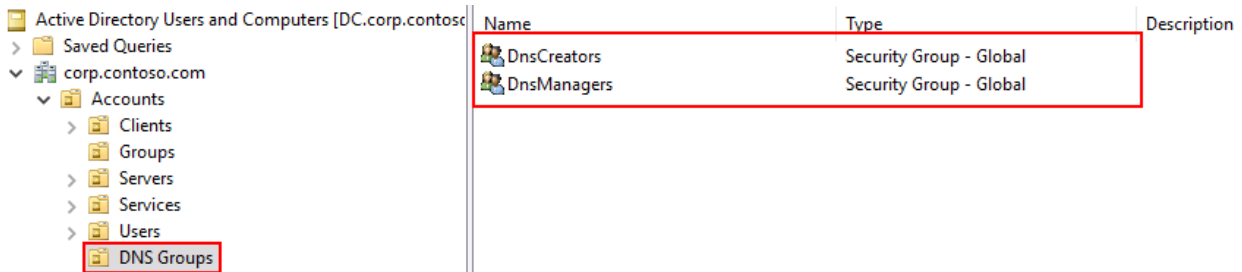 Active Directory Users and Computers [DC.corp.contosc
Saved Queries
corp.contoso.com
Accounts
Clients
Groups
Servers
Services
Users
DNS Groups
Name Type Description
DnsCreators Security Group - Global
DnsManagers Security Group - Global